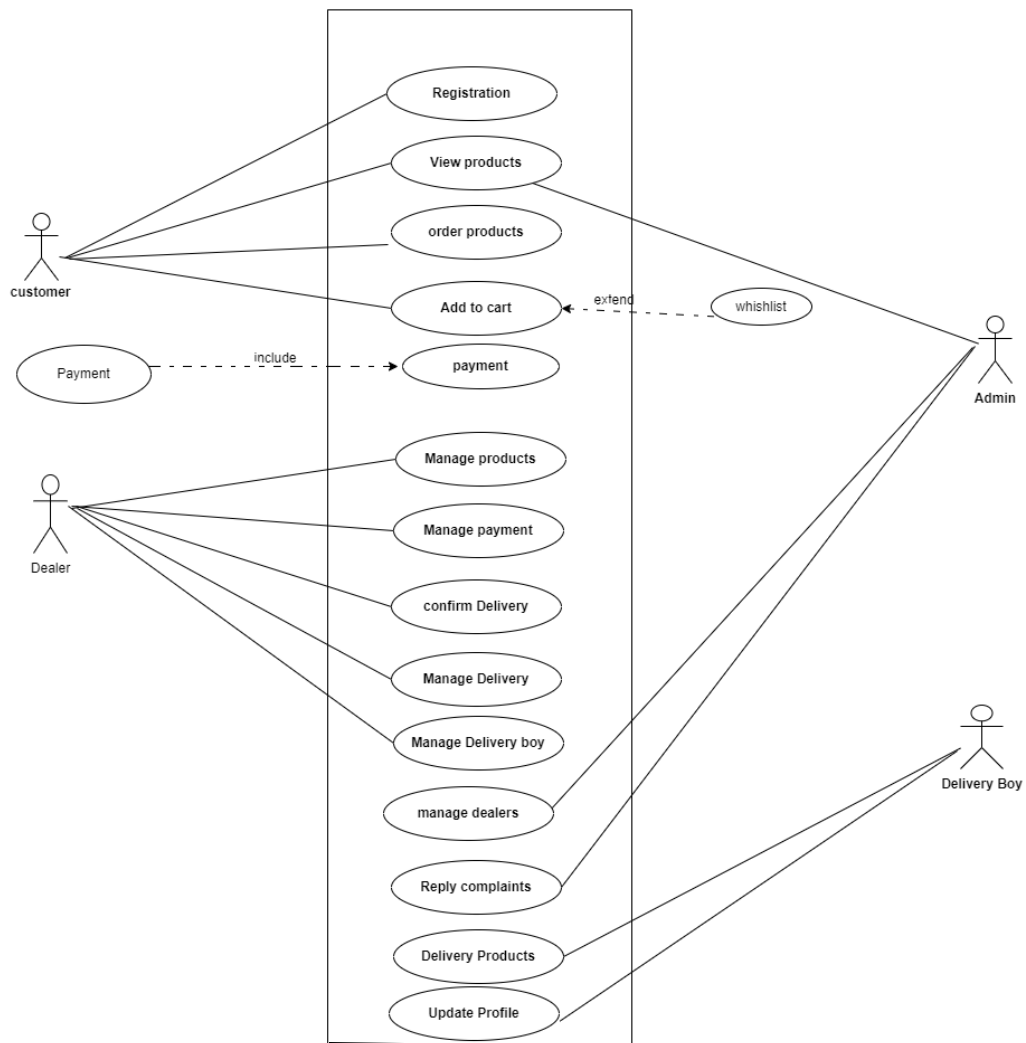 Registration
View products
order products
customer
Add to cart
extend
whishlist
include
Payment
payment
Admin
Manage products
Manage payment
Dealer
confirm Delivery
Manage Delivery
Manage Delivery boy
Delivery Boy
manage dealers
Reply complaints
Delivery Products
Update Profile